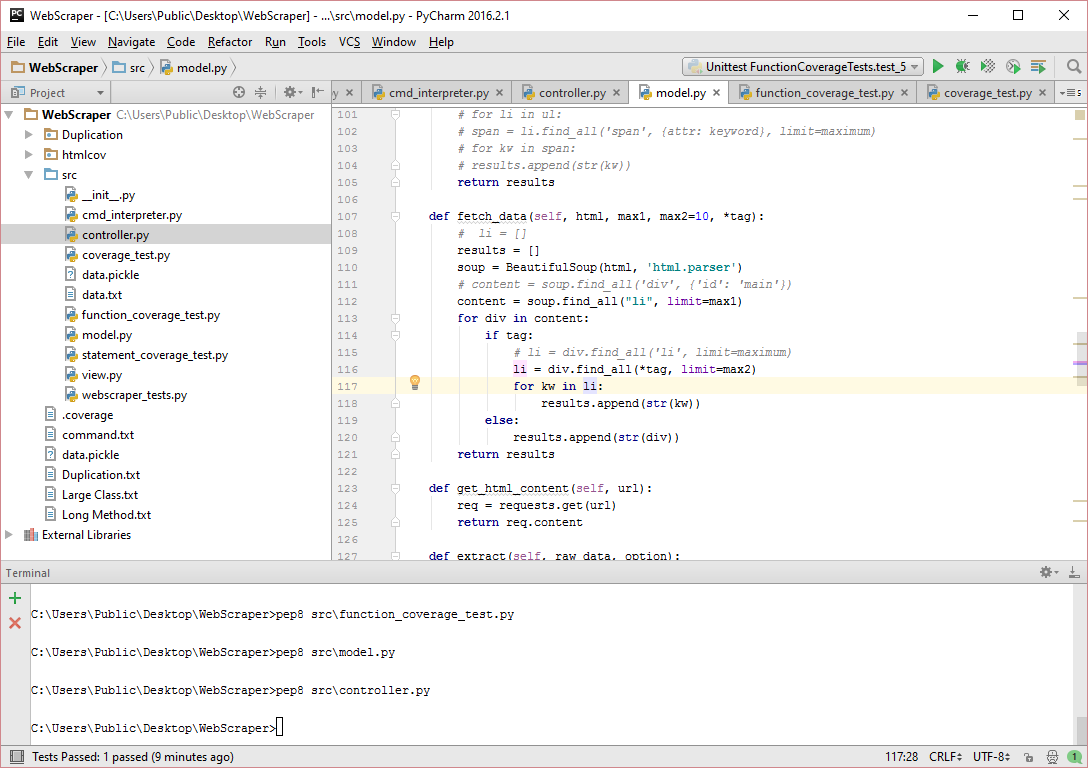 WebScraper - [C:\Users\Public\Desktop\WebScraper] - ...\src\model.py - PyCharm 2016.2.1
File Edit View Navigate Code Refactor Run Tools VCS Window Help
WebScraper src model.py Unittest FunctionCoverageTests.test_5
Project y cmd_interpreter.py controller.py model.py function_coverage_test.py coverage_test.py 5
WebScraper C:\Users\Public\Desktop\WebScraper
Duplication
htmlcov
src
__init__.py
cmd_interpreter.py
controller.py
coverage_test.py
data.pickle
data.txt
function_coverage_test.py
model.py
statement_coverage_test.py
view.py
webscraper_tests.py
.coverage
command.txt
data.pickle
Duplication.txt
Large Class.txt
Long Method.txt
External Libraries
101 # for li in ul:
102 # span = li.find_all('span', {attr: keyword}, limit=maximum)
103 # for kw in span:
104 # results.append(str(kw))
105 return results
106
107 def fetch_data(self, html, max1, max2=10, *tag):
108 # li = []
109 results = []
110 soup = BeautifulSoup(html, 'html.parser')
111 # content = soup.find_all('div', {'id': 'main'})
112 content = soup.find_all("li", limit=max1)
113 for div in content:
114 if tag:
115 # li = div.find_all('li', limit=maximum)
116 li = div.find_all(*tag, limit=max2)
117 for kw in li:
118 results.append(str(kw))
119 else:
120 results.append(str(div))
121 return results
122
123 def get_html_content(self, url):
124 req = requests.get(url)
125 return req.content
126
127 def extract(self, raw_data, option):
Terminal
C:\Users\Public\Desktop\WebScraper>pep8 src\function_coverage_test.py
C:\Users\Public\Desktop\WebScraper>pep8 src\model.py
C:\Users\Public\Desktop\WebScraper>pep8 src\controller.py
C:\Users\Public\Desktop\WebScraper>
Tests Passed: 1 passed (9 minutes ago) 117:28 CRLF UTF-8 1